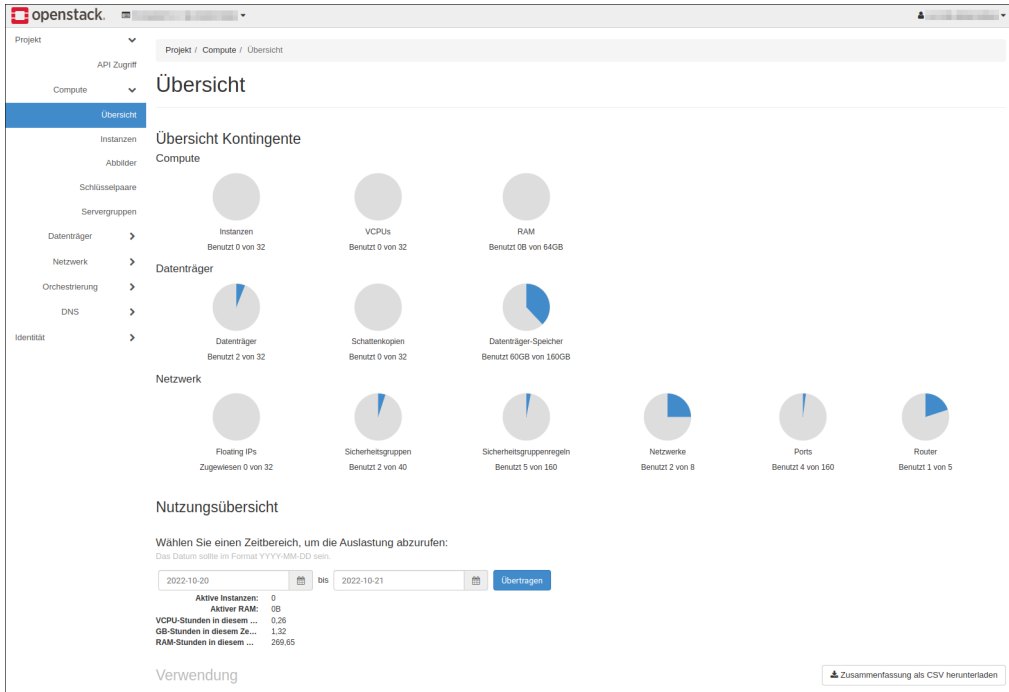 openstack.
Projekt
API Zugriff
Compute
Übersicht
Instanzen
Abbilder
Schlüsselpaare
Servergruppen
Datenträger
Netzwerk
Orchestrierung
DNS
Identität
Projekt / Compute / Übersicht
Übersicht
Übersicht Kontingente
Compute
Instanzen VCPUs RAM
Benutzt 0 von 32 Benutzt 0 von 32 Benutzt 0B von 64GB
Datenträger
Datenträger Schattenkopien Datenträger-Speicher
Benutzt 2 von 32 Benutzt 0 von 32 Benutzt 60GB von 160GB
Netzwerk
Floating IPs Sicherheitsgruppen Sicherheitsgruppenregeln Netzwerke Ports Router
Zugewiesen 0 von 32 Benutzt 2 von 40 Benutzt 5 von 160 Benutzt 2 von 8 Benutzt 4 von 160 Benutzt 1 von 5
Nutzungsübersicht
Wählen Sie einen Zeitbereich, um die Auslastung abzurufen:
Das Datum sollte im Format YYYY-MM-DD sein.
2022-10-20 bis 2022-10-21 Übertragen
Aktive Instanzen: 0
Aktiver RAM: 0B
VCPU-Stunden in diesem ... 0,26
GB-Stunden in diesem Ze... 1,32
RAM-Stunden in diesem ... 269,65
Verwendung
Zusammenfassung als CSV herunterladen